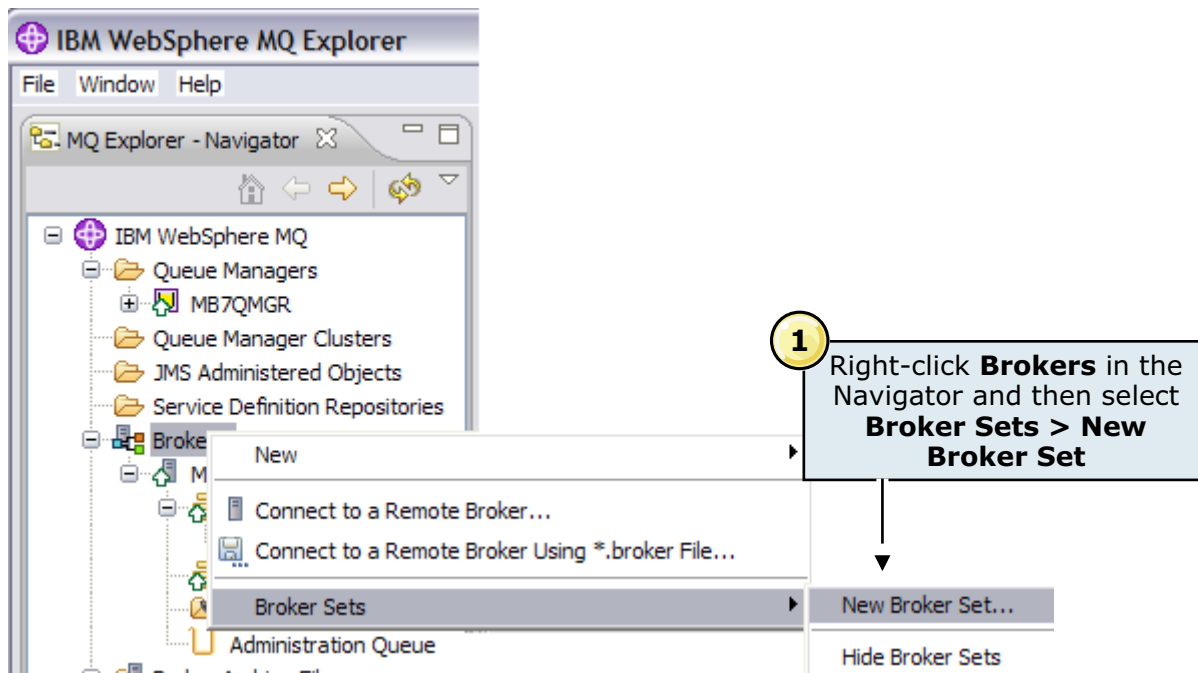 IBM WebSphere MQ Explorer
File Window Help
MQ Explorer - Navigator
IBM WebSphere MQ
Queue Managers
MB7QMGR
Queue Manager Clusters
JMS Administered Objects
Service Definition Repositories
Broke
M
New
Connect to a Remote Broker...
Connect to a Remote Broker Using *.broker File...
Broker Sets
Administration Queue
New Broker Set...
Hide Broker Sets
1
Right-click Brokers in the
Navigator and then select
Broker Sets > New
Broker Set